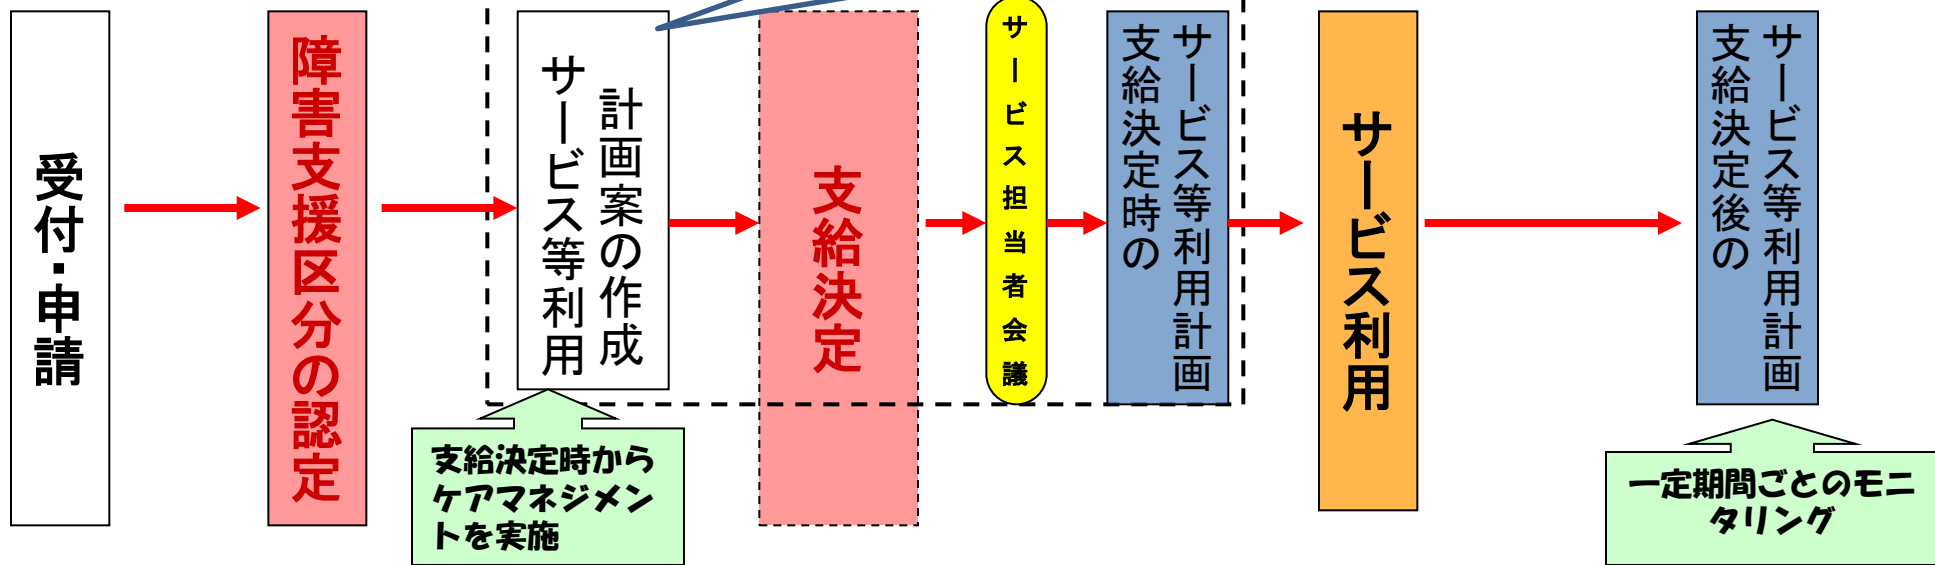 受付・申請
障害支援区分の認定
サービス等利用
計画案の作成
支給決定
サービス担当者会議
サービス等利用計画
支給決定時の
サービス利用
サービス等利用計画
支給決定後の
支給決定時から
ケアマネジメン
トを実施
一定期間ごとのモニ
タリング